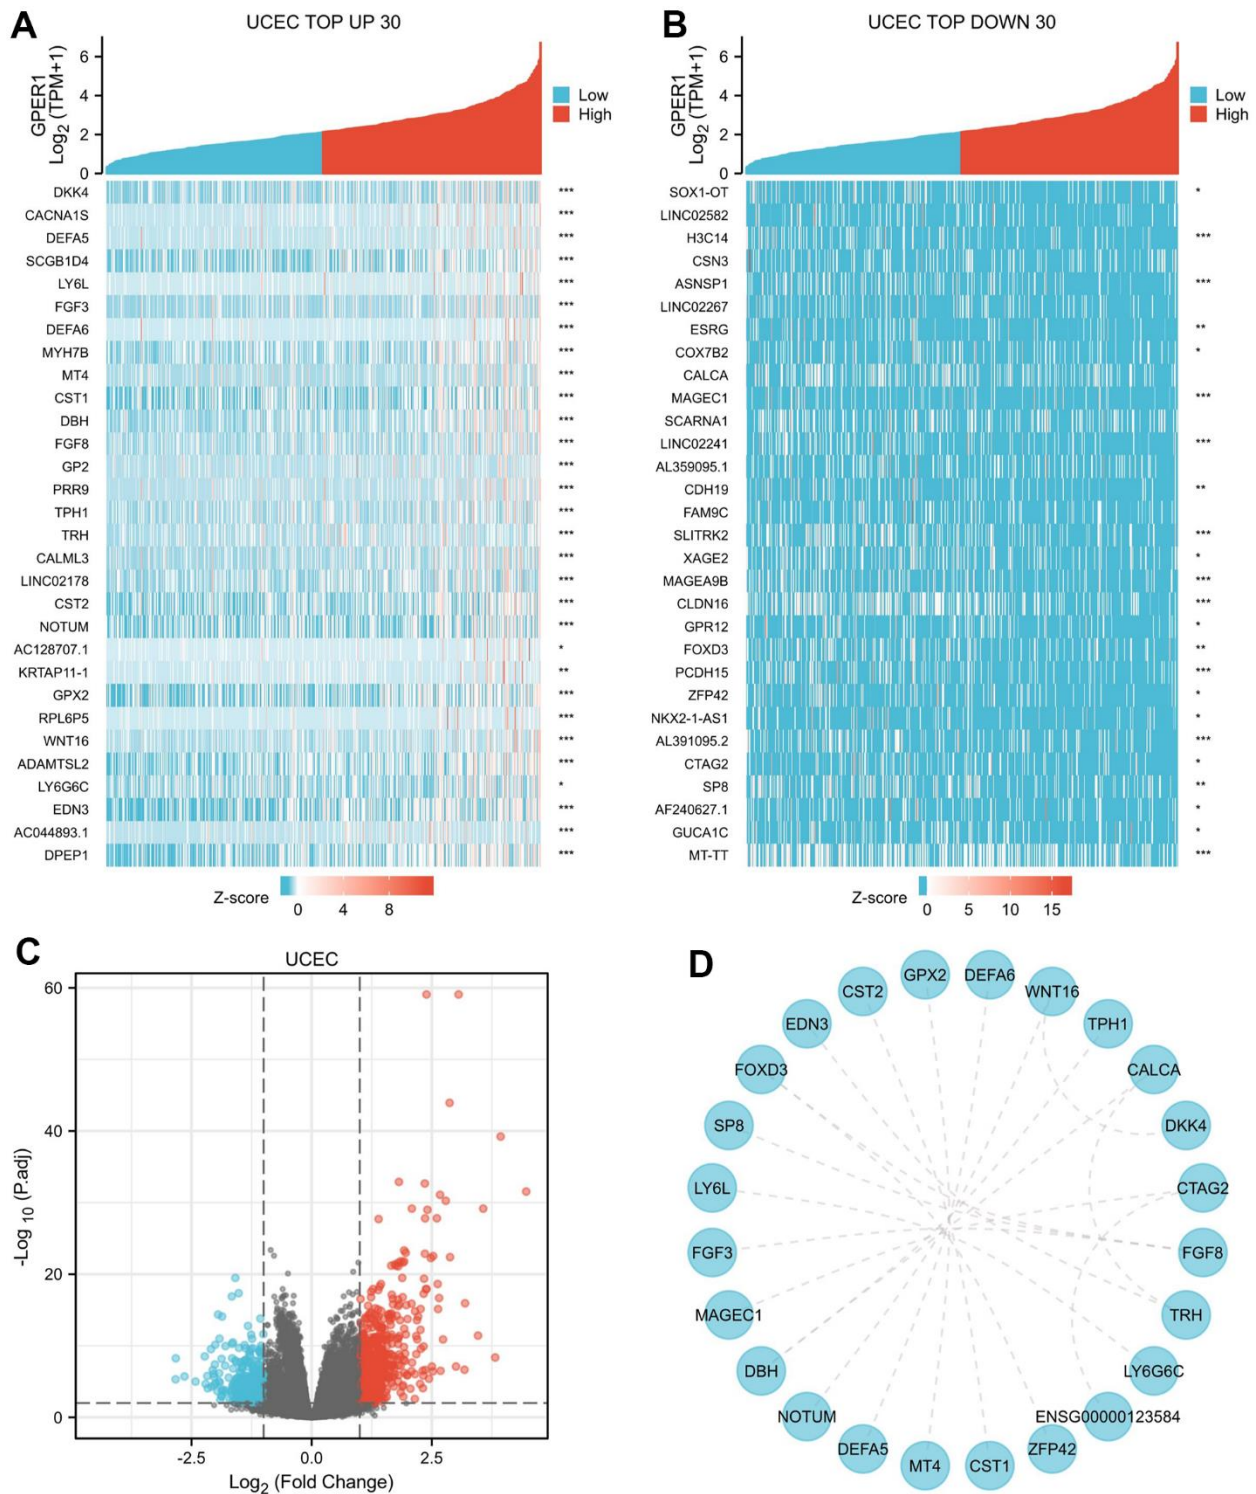 A
UCEC TOP UP 30
GPER1
Log2 (TPM+1)
6
4
2
0
Low
High
DKK4 ***
CACNA1S ***
DEFA5 ***
SCGB1D4 ***
LY6L ***
FGF3 ***
DEFA6 ***
MYH7B ***
MT4 ***
CST1 ***
DBH ***
FGF8 ***
GP2 ***
PRR9 ***
TPH1 ***
TRH ***
CALML3 ***
LINC02178 ***
CST2 ***
NOTUM ***
AC128707.1 *
KRTAP11-1 **
GPX2 ***
RPL6P5 ***
WNT16 ***
ADAMTSL2 ***
LY6G6C *
EDN3 ***
AC044893.1 ***
DPEP1 ***
Z-score
0 4 8
B
UCEC TOP DOWN 30
GPER1
Log2 (TPM+1)
6
4
2
0
Low
High
SOX1-OT *
LINC02582
H3C14 ***
CSN3
ASNSP1 ***
LINC02267
ESRG **
COX7B2 *
CALCA
MAGEC1 ***
SCARNA1
LINC02241 ***
AL359095.1
CDH19 **
FAM9C
SLITRK2 ***
XAGE2 *
MAGEA9B ***
CLDN16 ***
GPR12 *
FOXD3 **
PCDH15 ***
ZFP42 *
NKX2-1-AS1 *
AL391095.2 ***
CTAG2 *
SP8 **
AF240627.1 *
GUCA1C *
MT-TT ***
Z-score
0 5 10 15
C
UCEC
-Log 10 (P.adj)
60
40
20
0
-2.5 0.0 2.5
Log2 (Fold Change)
D
GPX2
DEFA6
WNT16
TPH1
CALCA
DKK4
CTAG2
FGF8
TRH
LY6G6C
ENSG00000123584
ZFP42
CST1
MT4
DEFA5
NOTUM
DBH
MAGEC1
FGF3
LY6L
SP8
FOXD3
EDN3
CST2